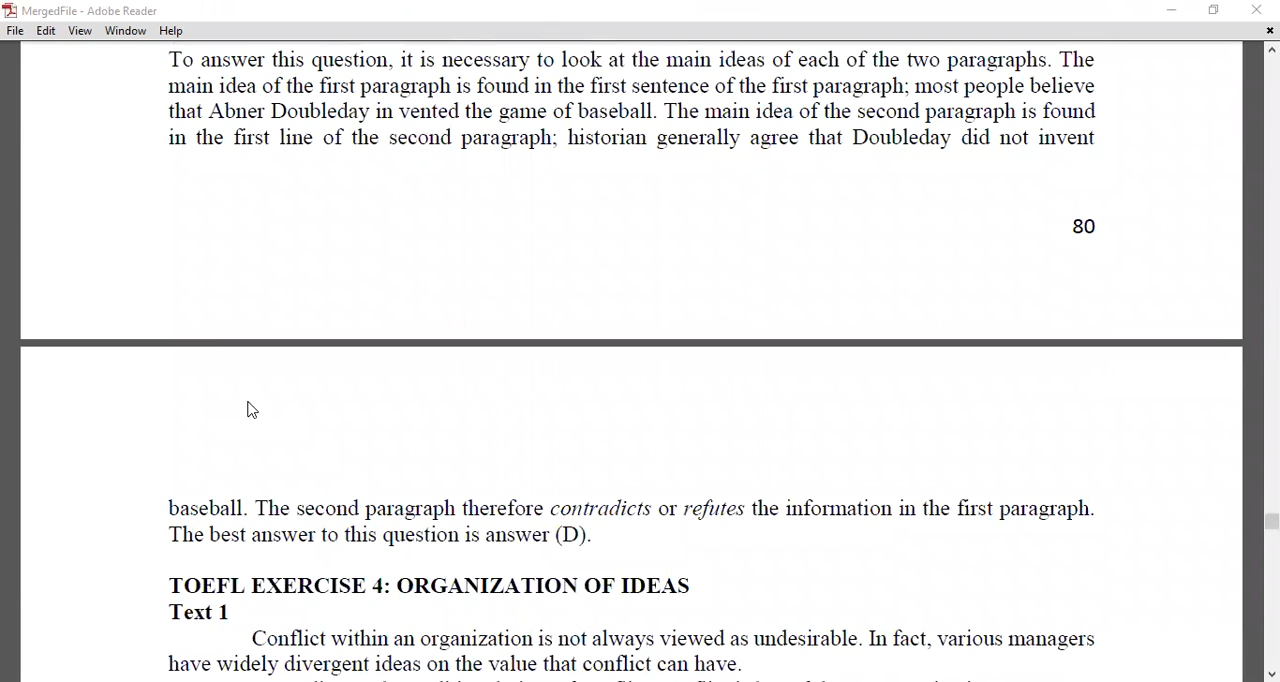 MergedFile - Adobe Reader
File Edit View Window Help
To answer this question, it is necessary to look at the main ideas of each of the two paragraphs. The
main idea of the first paragraph is found in the first sentence of the first paragraph; most people believe
that Abner Doubleday in vented the game of baseball. The main idea of the second paragraph is found
in the first line of the second paragraph; historian generally agree that Doubleday did not invent
80
baseball. The second paragraph therefore contradicts or refutes the information in the first paragraph.
The best answer to this question is answer (D).
TOEFL EXERCISE 4: ORGANIZATION OF IDEAS
Text 1
Conflict within an organization is not always viewed as undesirable. In fact, various managers
have widely divergent ideas on the value that conflict can have.